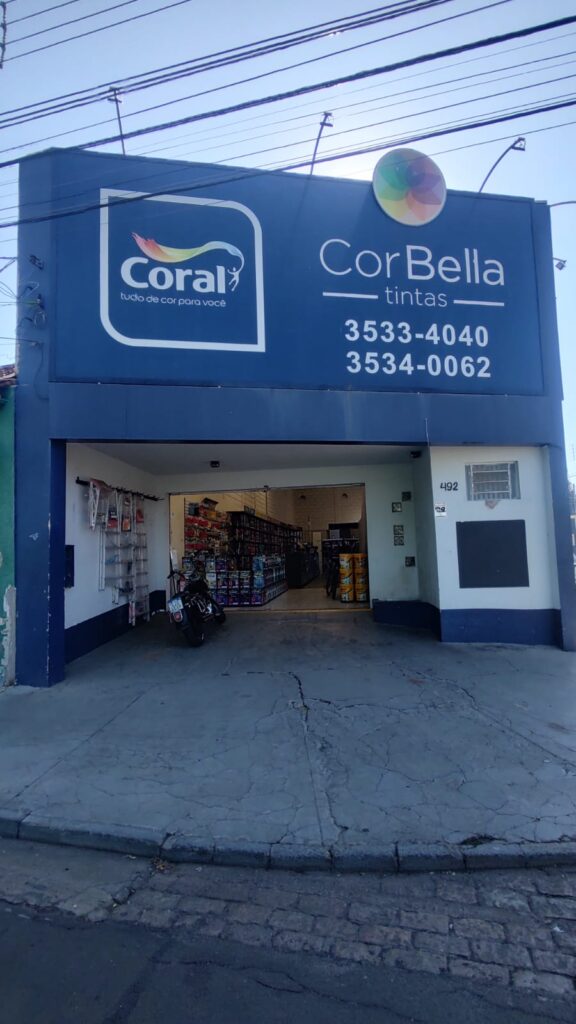 Coral
tudo de cor para você
CorBella
tintas
3533-4040
3534-0062
492